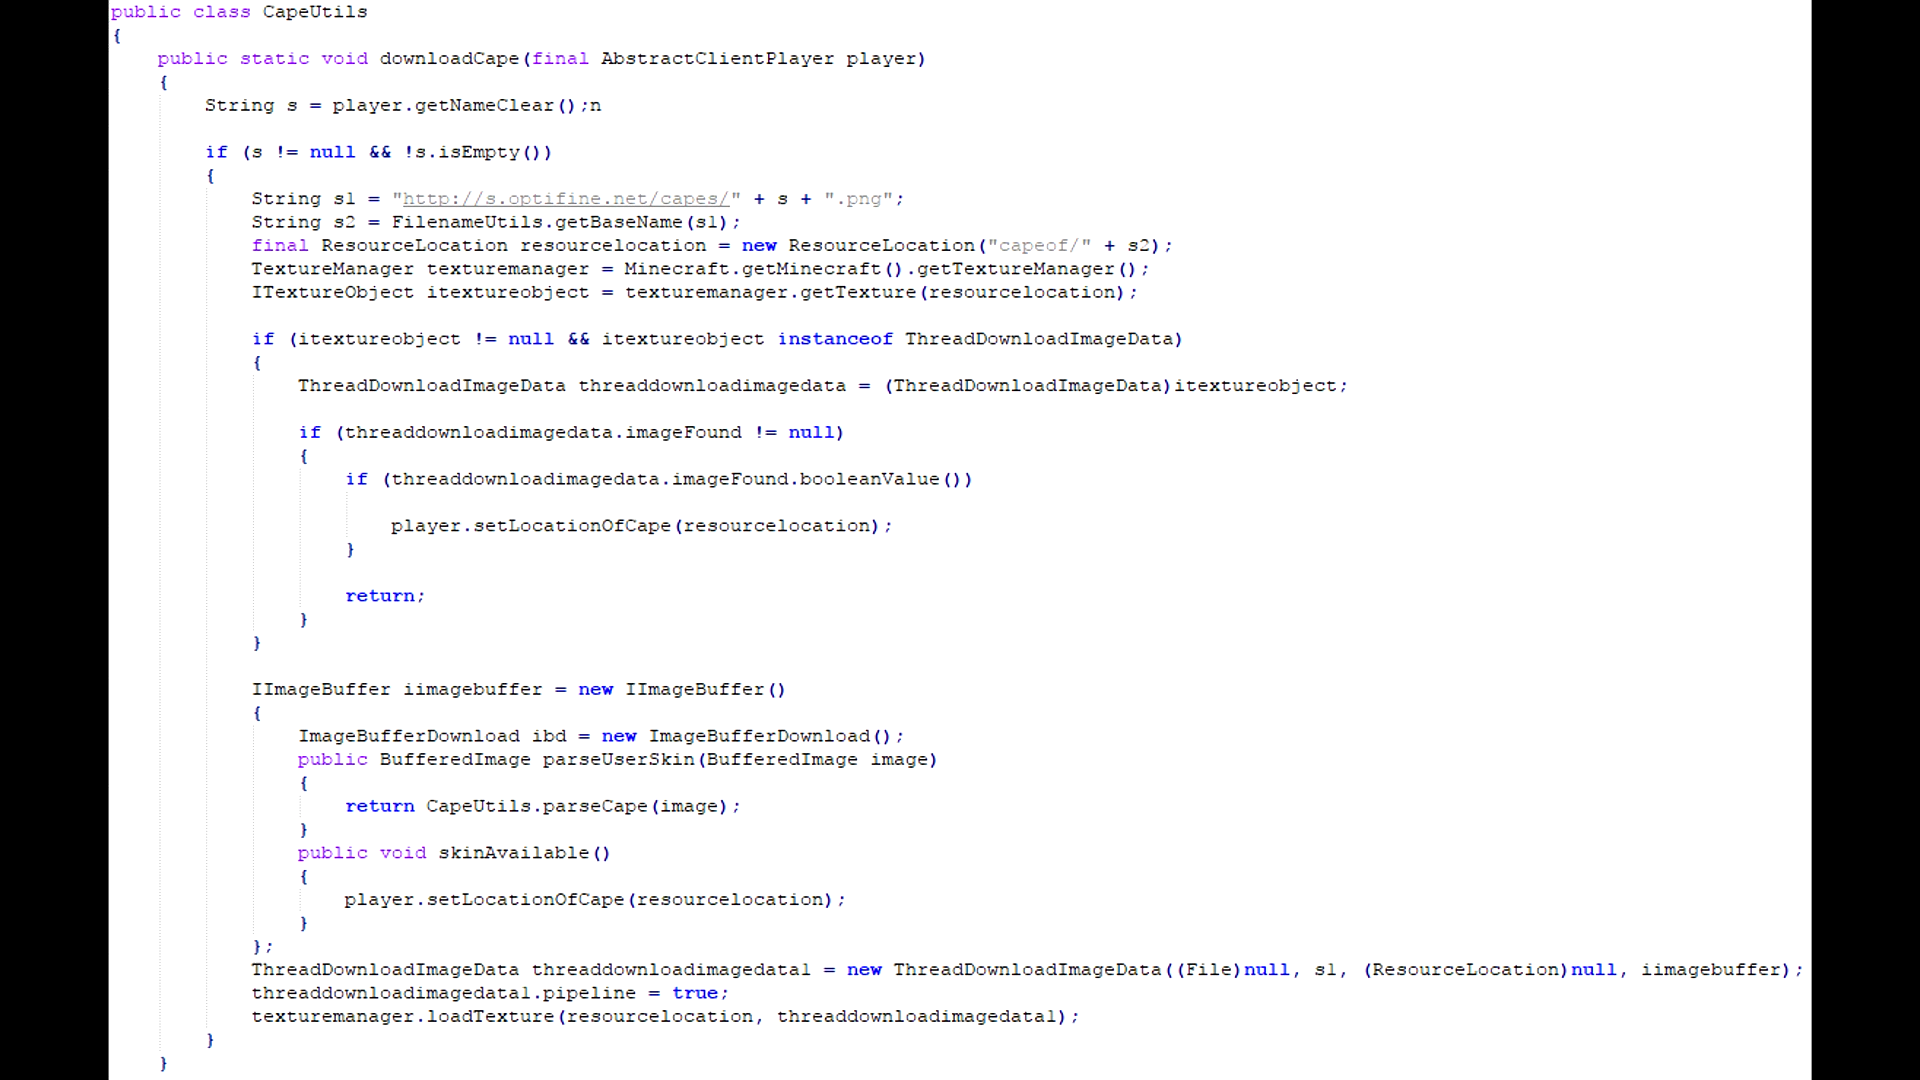 public class CapeUtils
{
public static void downloadCape(final AbstractClientPlayer player)
{
String s = player.getNameClear();n
if (s != null && !s.isEmpty())
{
String s1 = "http://s.optifine.net/capes/" + s + ".png";
String s2 = FilenameUtils.getBaseName(s1);
final ResourceLocation resourcelocation = new ResourceLocation("capeof/" + s2);
TextureManager texturemanager = Minecraft.getMinecraft().getTextureManager();
ITextureObject itextureobject = texturemanager.getTexture(resourcelocation);
if (itextureobject != null && itextureobject instanceof ThreadDownloadImageData)
{
ThreadDownloadImageData threaddownloadimagedata = (ThreadDownloadImageData)itextureobject;
if (threaddownloadimagedata.imageFound != null)
{
if (threaddownloadimagedata.imageFound.booleanValue())
player.setLocationOfCape(resourcelocation);
}
return;
}
}
IImageBuffer iimagebuffer = new IImageBuffer()
{
ImageBufferDownload ibd = new ImageBufferDownload();
public BufferedImage parseUserSkin(BufferedImage image)
{
return CapeUtils.parseCape(image);
}
public void skinAvailable()
{
player.setLocationOfCape(resourcelocation);
}
};
ThreadDownloadImageData threaddownloadimagedata1 = new ThreadDownloadImageData((File)null, s1, (ResourceLocation)null, iimagebuffer);
threaddownloadimagedata1.pipeline = true;
texturemanager.loadTexture(resourcelocation, threaddownloadimagedata1);
}
}